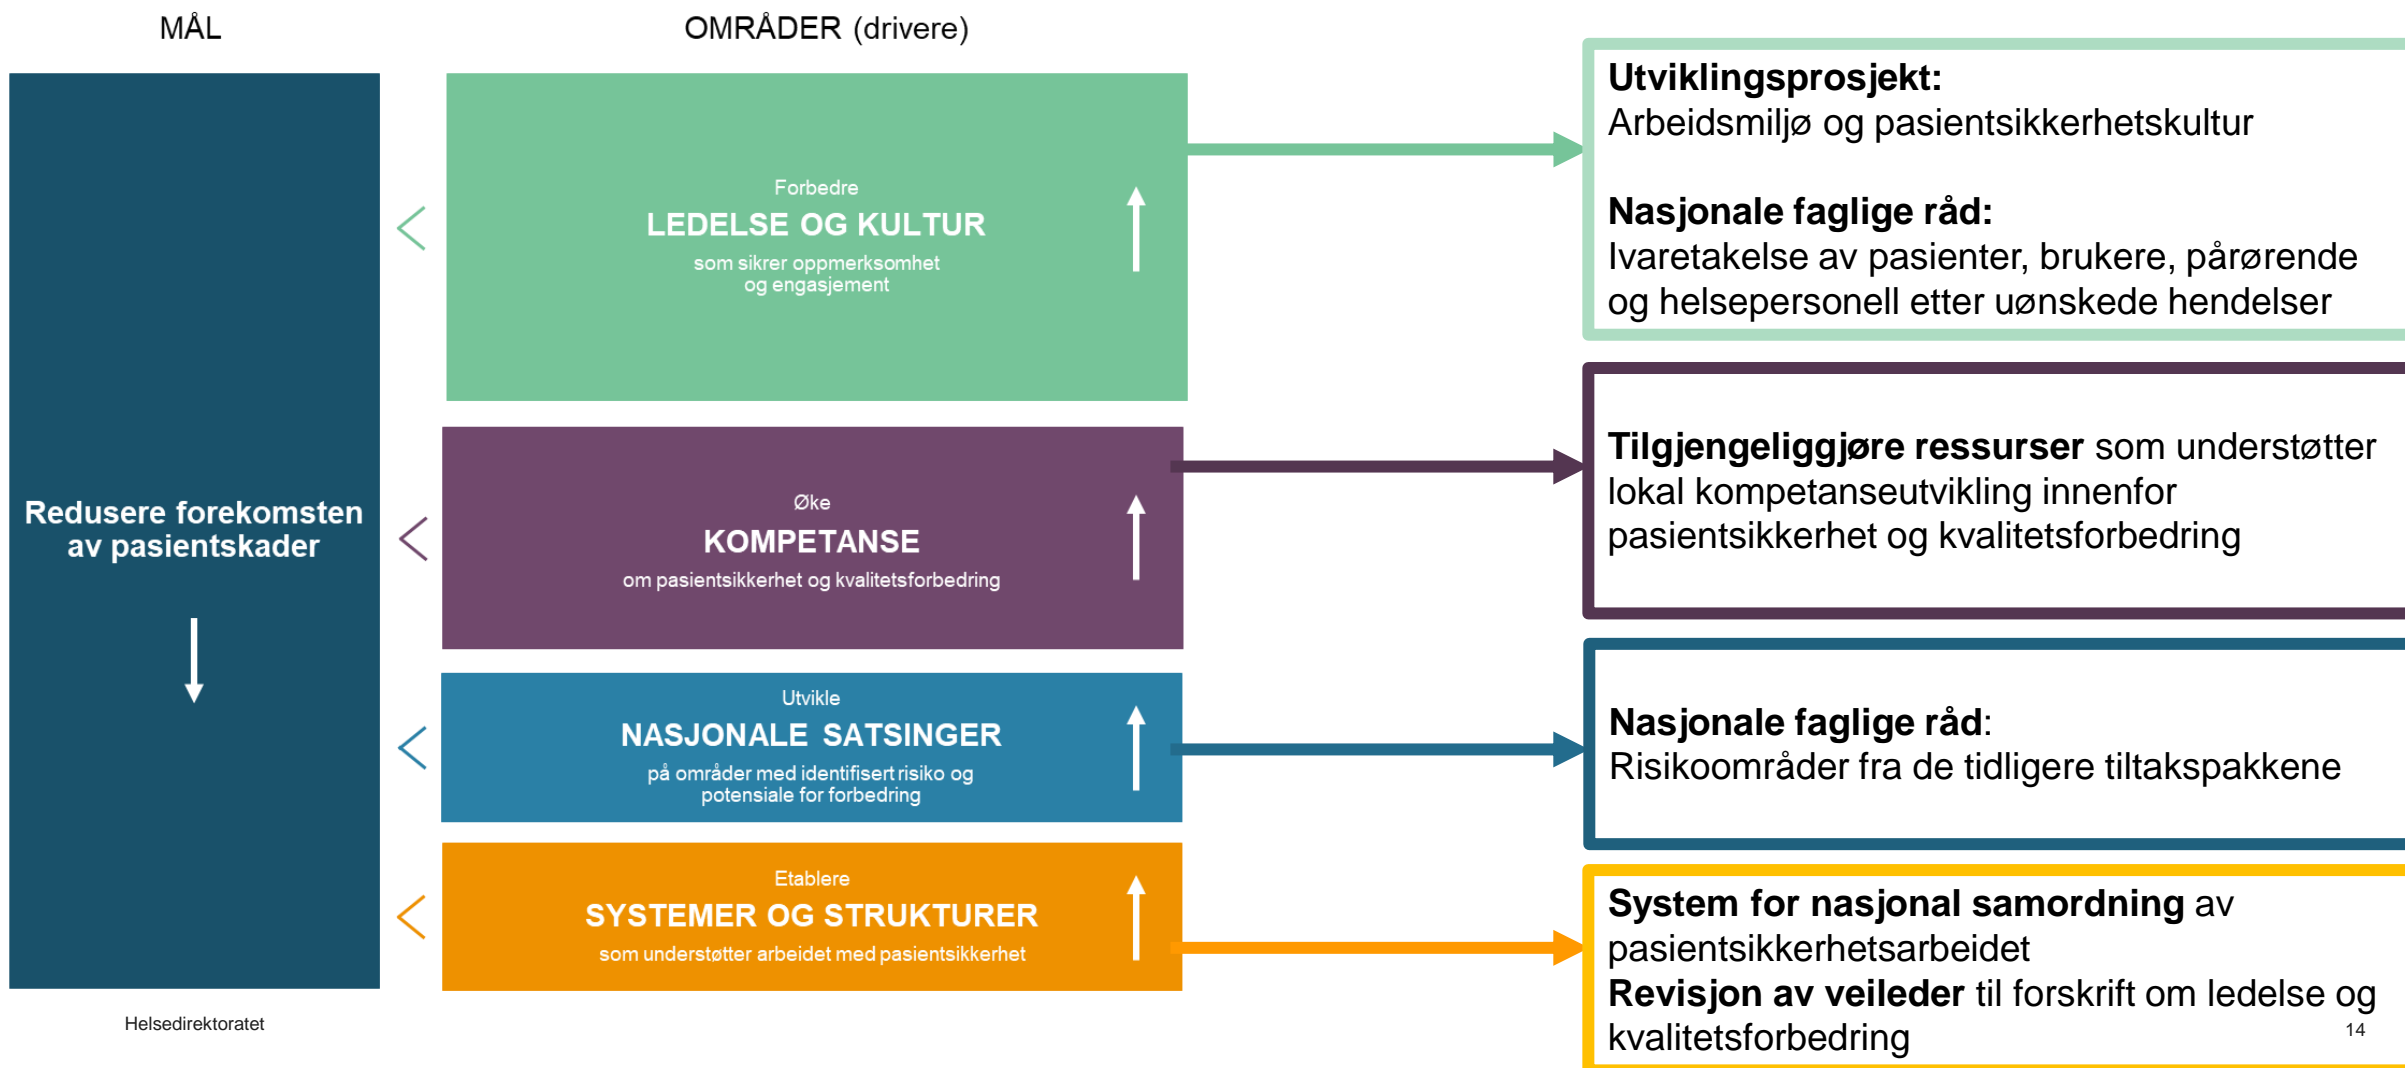 MÅL
OMRÅDER (drivere)
Redusere forekomsten
av pasientskader
Forbedre
LEDELSE OG KULTUR
som sikrer oppmerksomhet
og engasjement
Utviklingsprosjekt:
Arbeidsmiljø og pasientsikkerhetskultur
Nasjonale faglige råd:
Ivaretakelse av pasienter, brukere, pårørende
og helsepersonell etter uønskede hendelser
Øke
KOMPETANSE
om pasientsikkerhet og kvalitetsforbedring
Tilgjengeliggjøre ressurser som understøtter
lokal kompetanseutvikling innenfor
pasientsikkerhet og kvalitetsforbedring
Utvikle
NASJONALE SATSINGER
på områder med identifisert risiko og
potensiale for forbedring
Nasjonale faglige råd:
Risikoområder fra de tidligere tiltakspakkene
Etablere
SYSTEMER OG STRUKTURER
som understøtter arbeidet med pasientsikkerhet
System for nasjonal samordning av
pasientsikkerhetsarbeidet
Revisjon av veileder til forskrift om ledelse og
kvalitetsforbedring
Helsedirektoratet
14